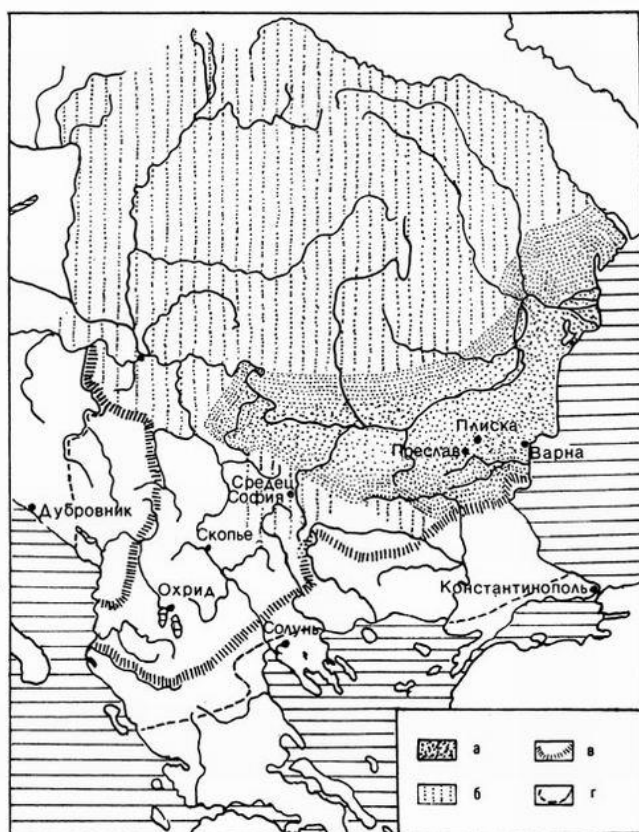 Плиска
Преслав
Варна
Средец
София
Дубровник
Скопье
Охрид
Константинополь
Солунь
а
в
б
г